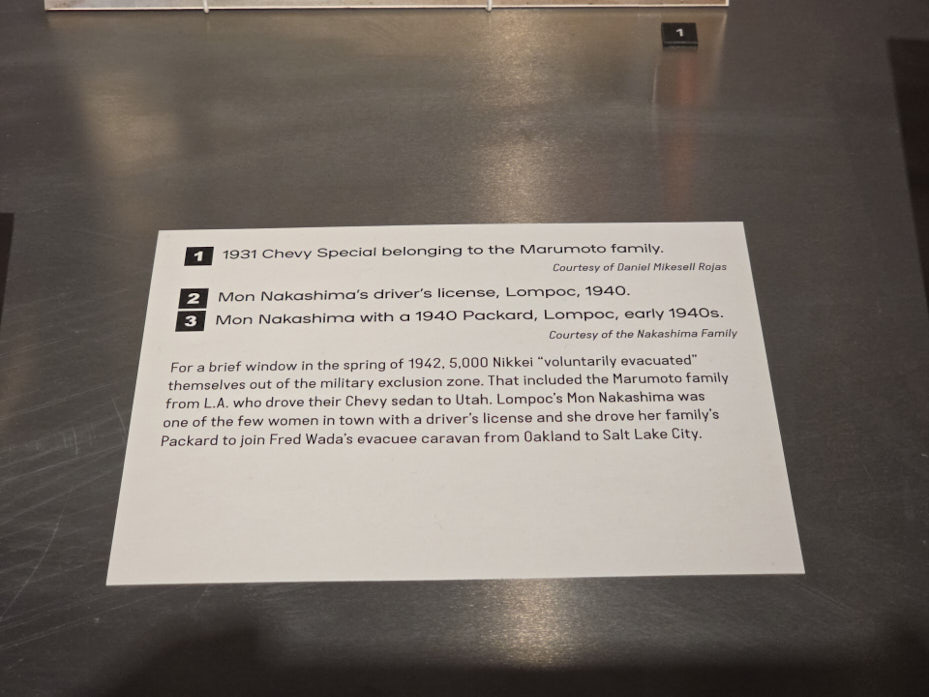 1
1 1931 Chevy Special belonging to the Marumoto family.
Courtesy of Daniel Mikesell Rojas
2 Mon Nakashima's driver's license, Lompoc, 1940.
3 Mon Nakashima with a 1940 Packard, Lompoc, early 1940s.
Courtesy of the Nakashima Family
For a brief window in the spring of 1942, 5,000 Nikkei “voluntarily evacuated”
themselves out of the military exclusion zone. That included the Marumoto family
from L.A. who drove their Chevy sedan to Utah. Lompoc's Mon Nakashima was
one of the few women in town with a driver's license and she drove her family's
Packard to join Fred Wada's evacuee caravan from Oakland to Salt Lake City.